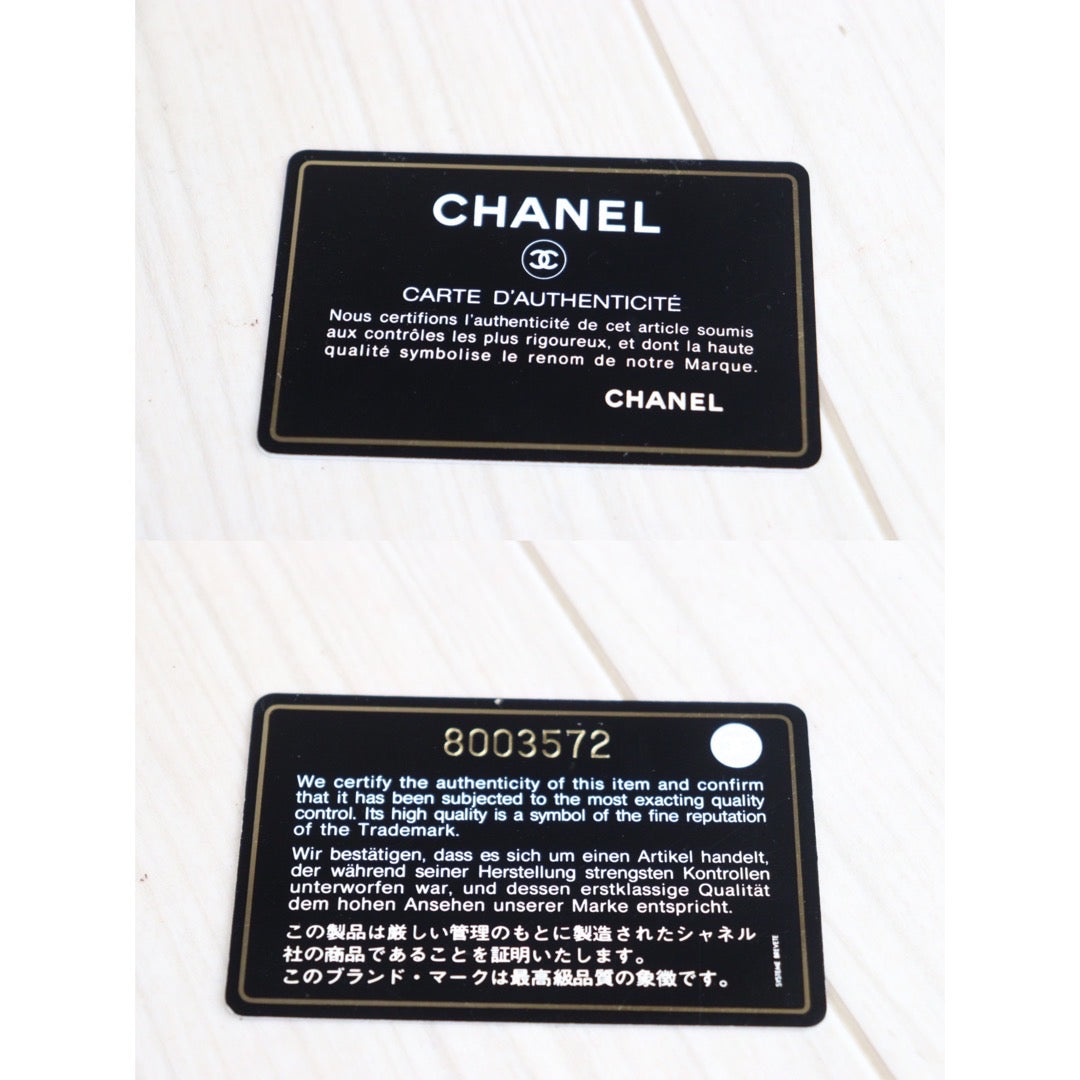 CHANEL
CARTE D'AUTHENTICITÉ
Nous certifions l'authenticité de cet article soumis
aux contrôles les plus rigoureux, et dont la haute
qualité symbolise le renom de notre Marque.
CHANEL
8003572
We certify the authenticity of this item and confirm
that it has been subjected to the most exacting quality
control. Its high quality is a symbol of the fine reputation
of the Trademark.
Wir bestätigen, dass es sich um einen Artikel handelt,
der während seiner Herstellung strengsten Kontrollen
unterworfen war, und dessen erstklassige Qualität
dem hohen Ansehen unserer Marke entspricht.
この製品は厳しい管理のもとに製造されたシャネル
社の商品であることを証明いたします。
このブランド・マークは最高級品質の象徴です。
SYSTEME BREVETE